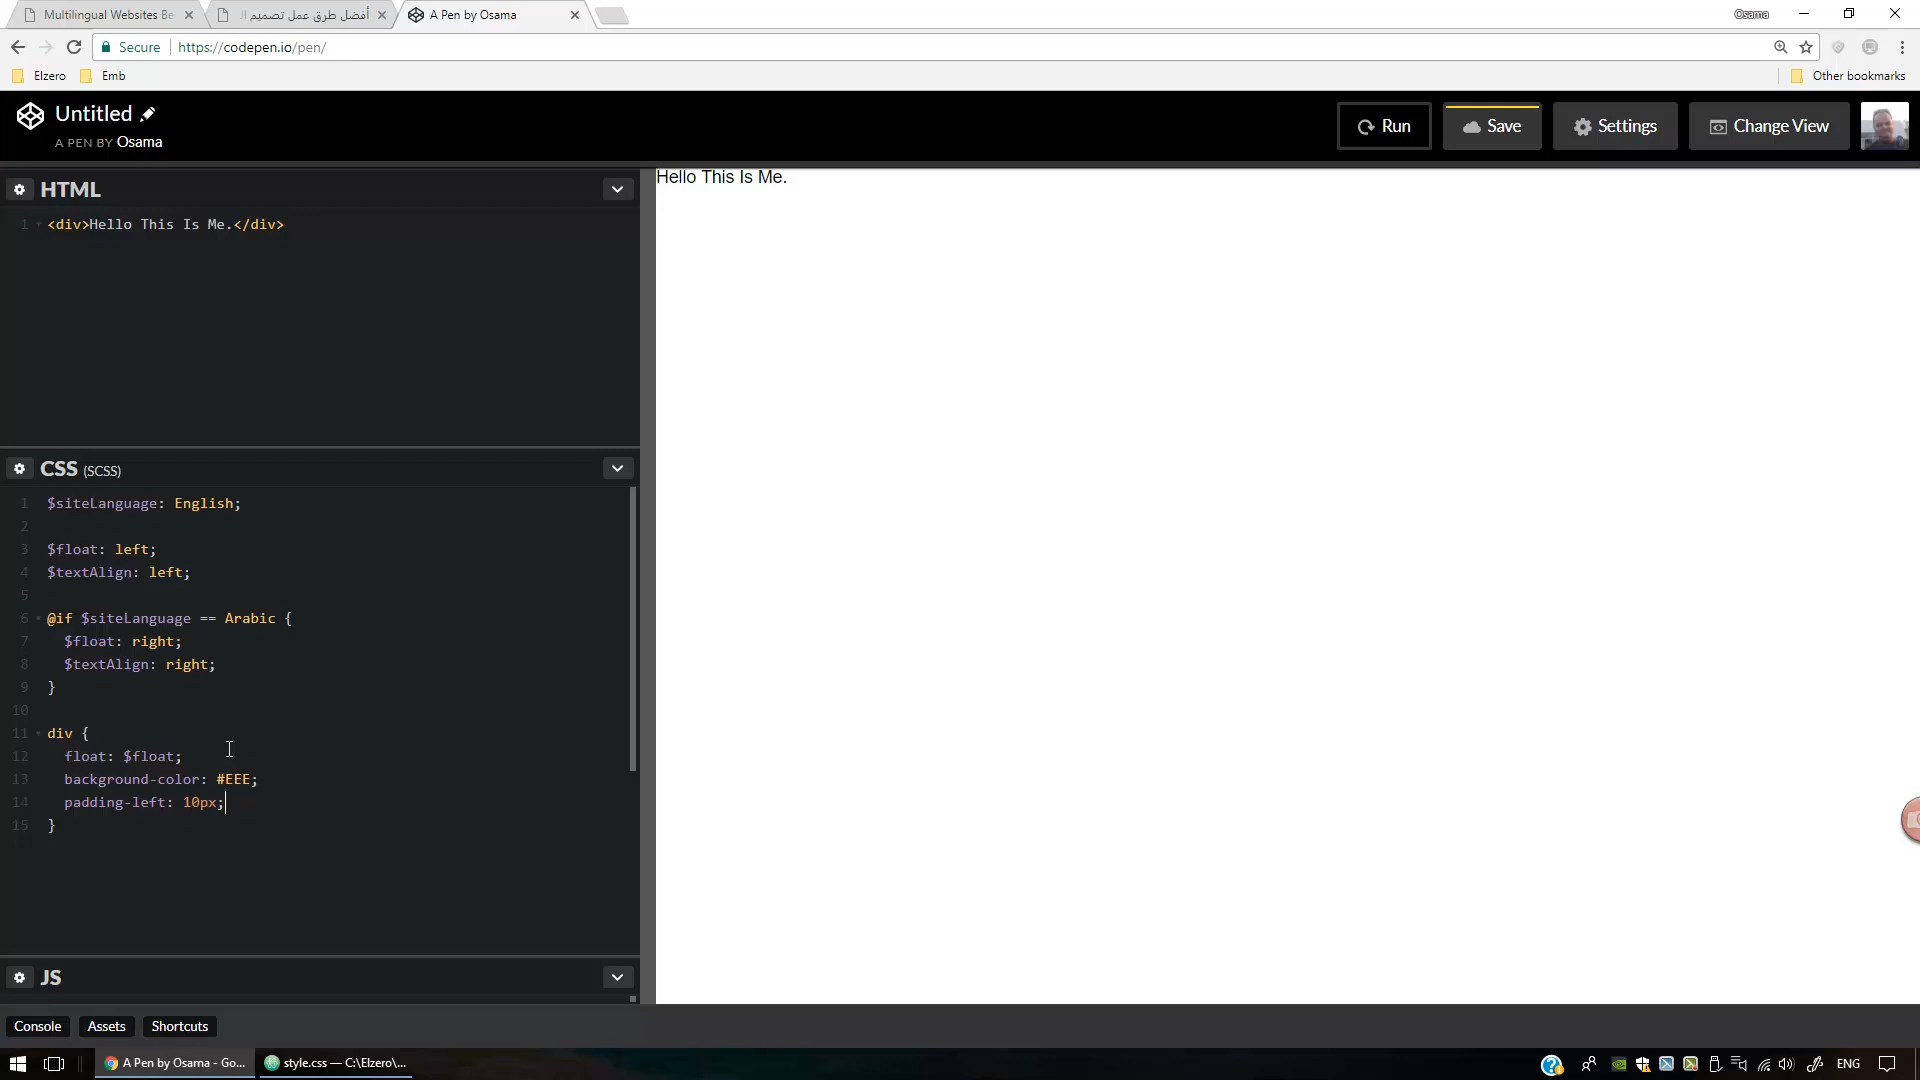 Multilingual Websites Be
أفضل طرق عمل تصميم ال
A Pen by Osama
Osama
Secure
https://codepen.io/pen/
Elzero
Emb
Other bookmarks
Untitled
A PEN BY Osama
Run
Save
Settings
Change View
HTML
1 <div>Hello This Is Me.</div>
Hello This Is Me.
CSS (SCSS)
1 $siteLanguage: English;
2
3 $float: left;
4 $textAlign: left;
5
6 @if $siteLanguage == Arabic {
7 $float: right;
8 $textAlign: right;
9 }
10
11 div {
12 float: $float;
13 background-color: #EEE;
14 padding-left: 10px;
15 }
JS
Console
Assets
Shortcuts
A Pen by Osama - Go...
style.css — C:\Elzero\...
ENG